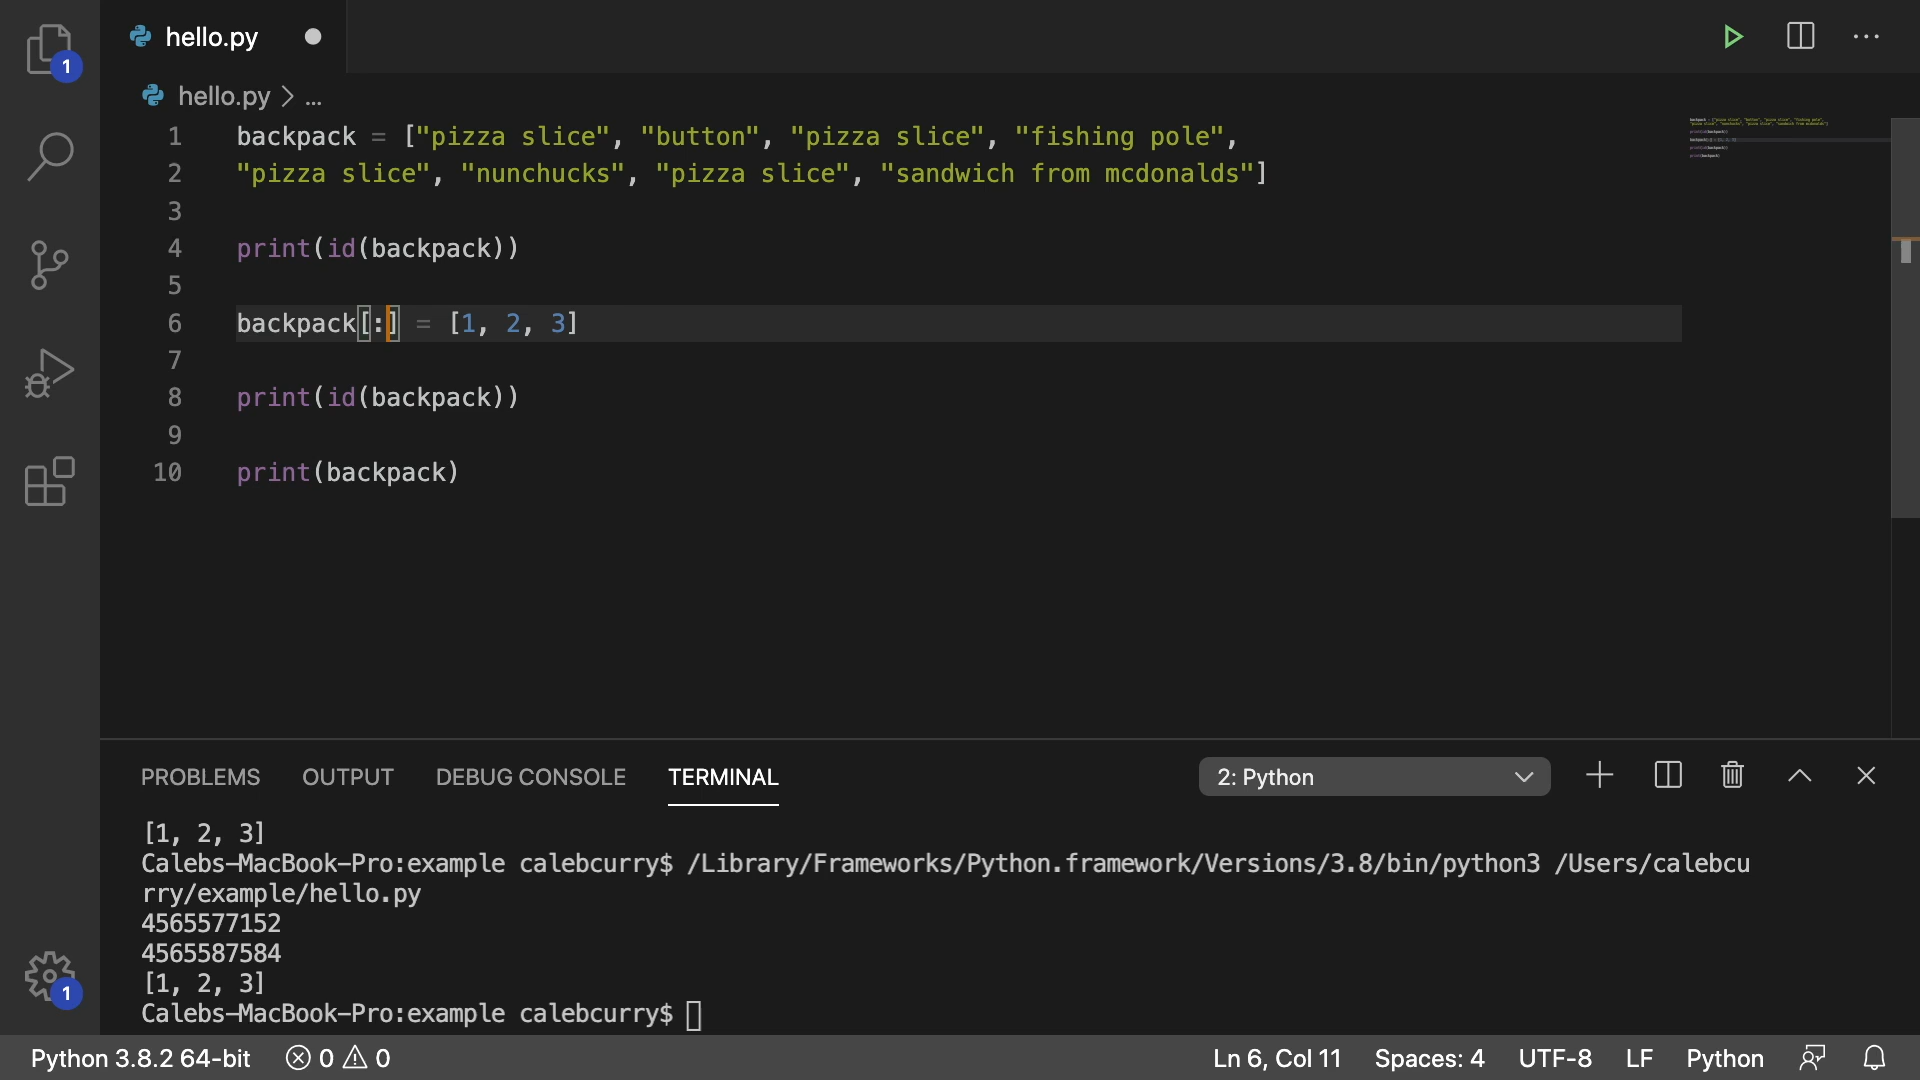 hello.py
1
hello.py > ...
1 backpack = ["pizza slice", "button", "pizza slice", "fishing pole",
2 "pizza slice", "nunchucks", "pizza slice", "sandwich from mcdonalds"]
3
4 print(id(backpack))
5
6 backpack[:] = [1, 2, 3]
7
8 print(id(backpack))
9
10 print(backpack)
PROBLEMS OUTPUT DEBUG CONSOLE TERMINAL 2: Python
[1, 2, 3]
Calebs-MacBook-Pro:example calebcurry$ /Library/Frameworks/Python.framework/Versions/3.8/bin/python3 /Users/calebcu
rry/example/hello.py
4565577152
4565587584
[1, 2, 3]
Calebs-MacBook-Pro:example calebcurry$
1
Python 3.8.2 64-bit 0 0 Ln 6, Col 11 Spaces: 4 UTF-8 LF Python